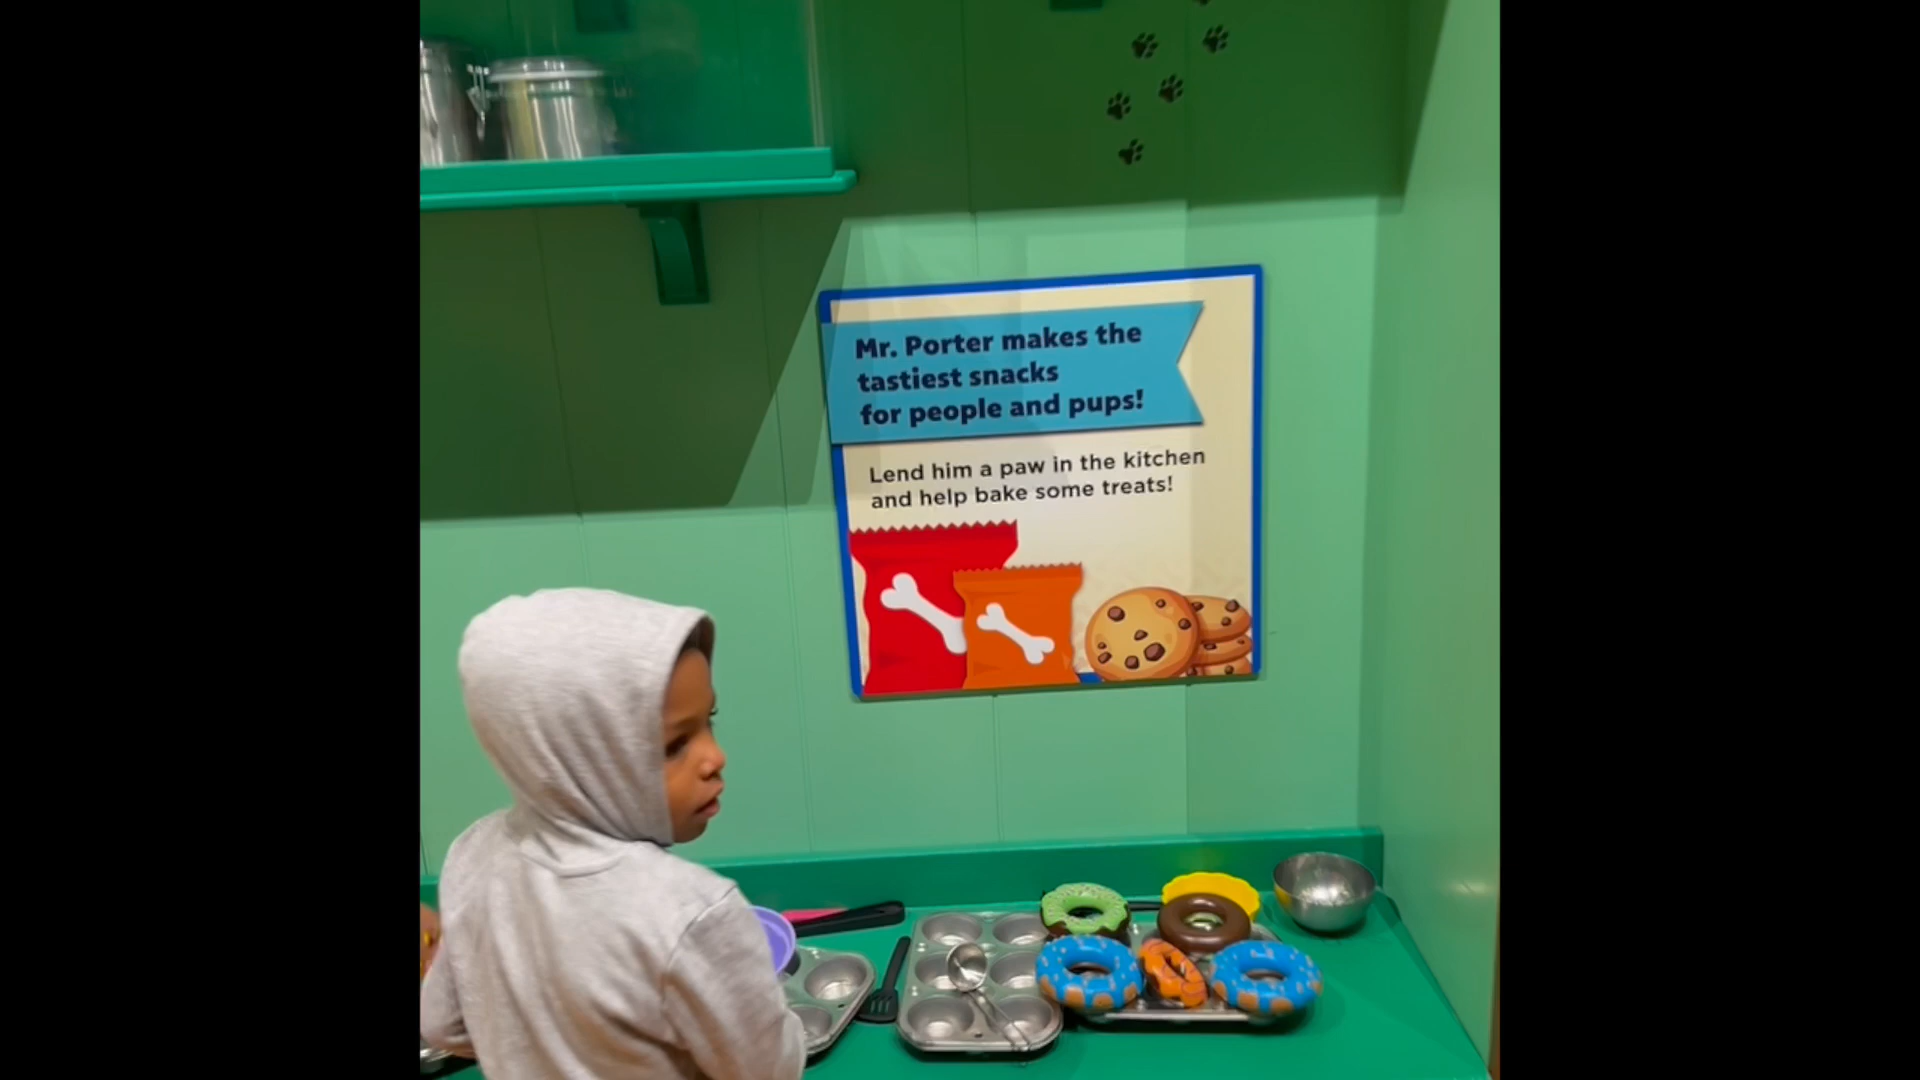 Mr. Porter makes the
tastiest snacks
for people and pups!
Lend him a paw in the kitchen
and help bake some treats!